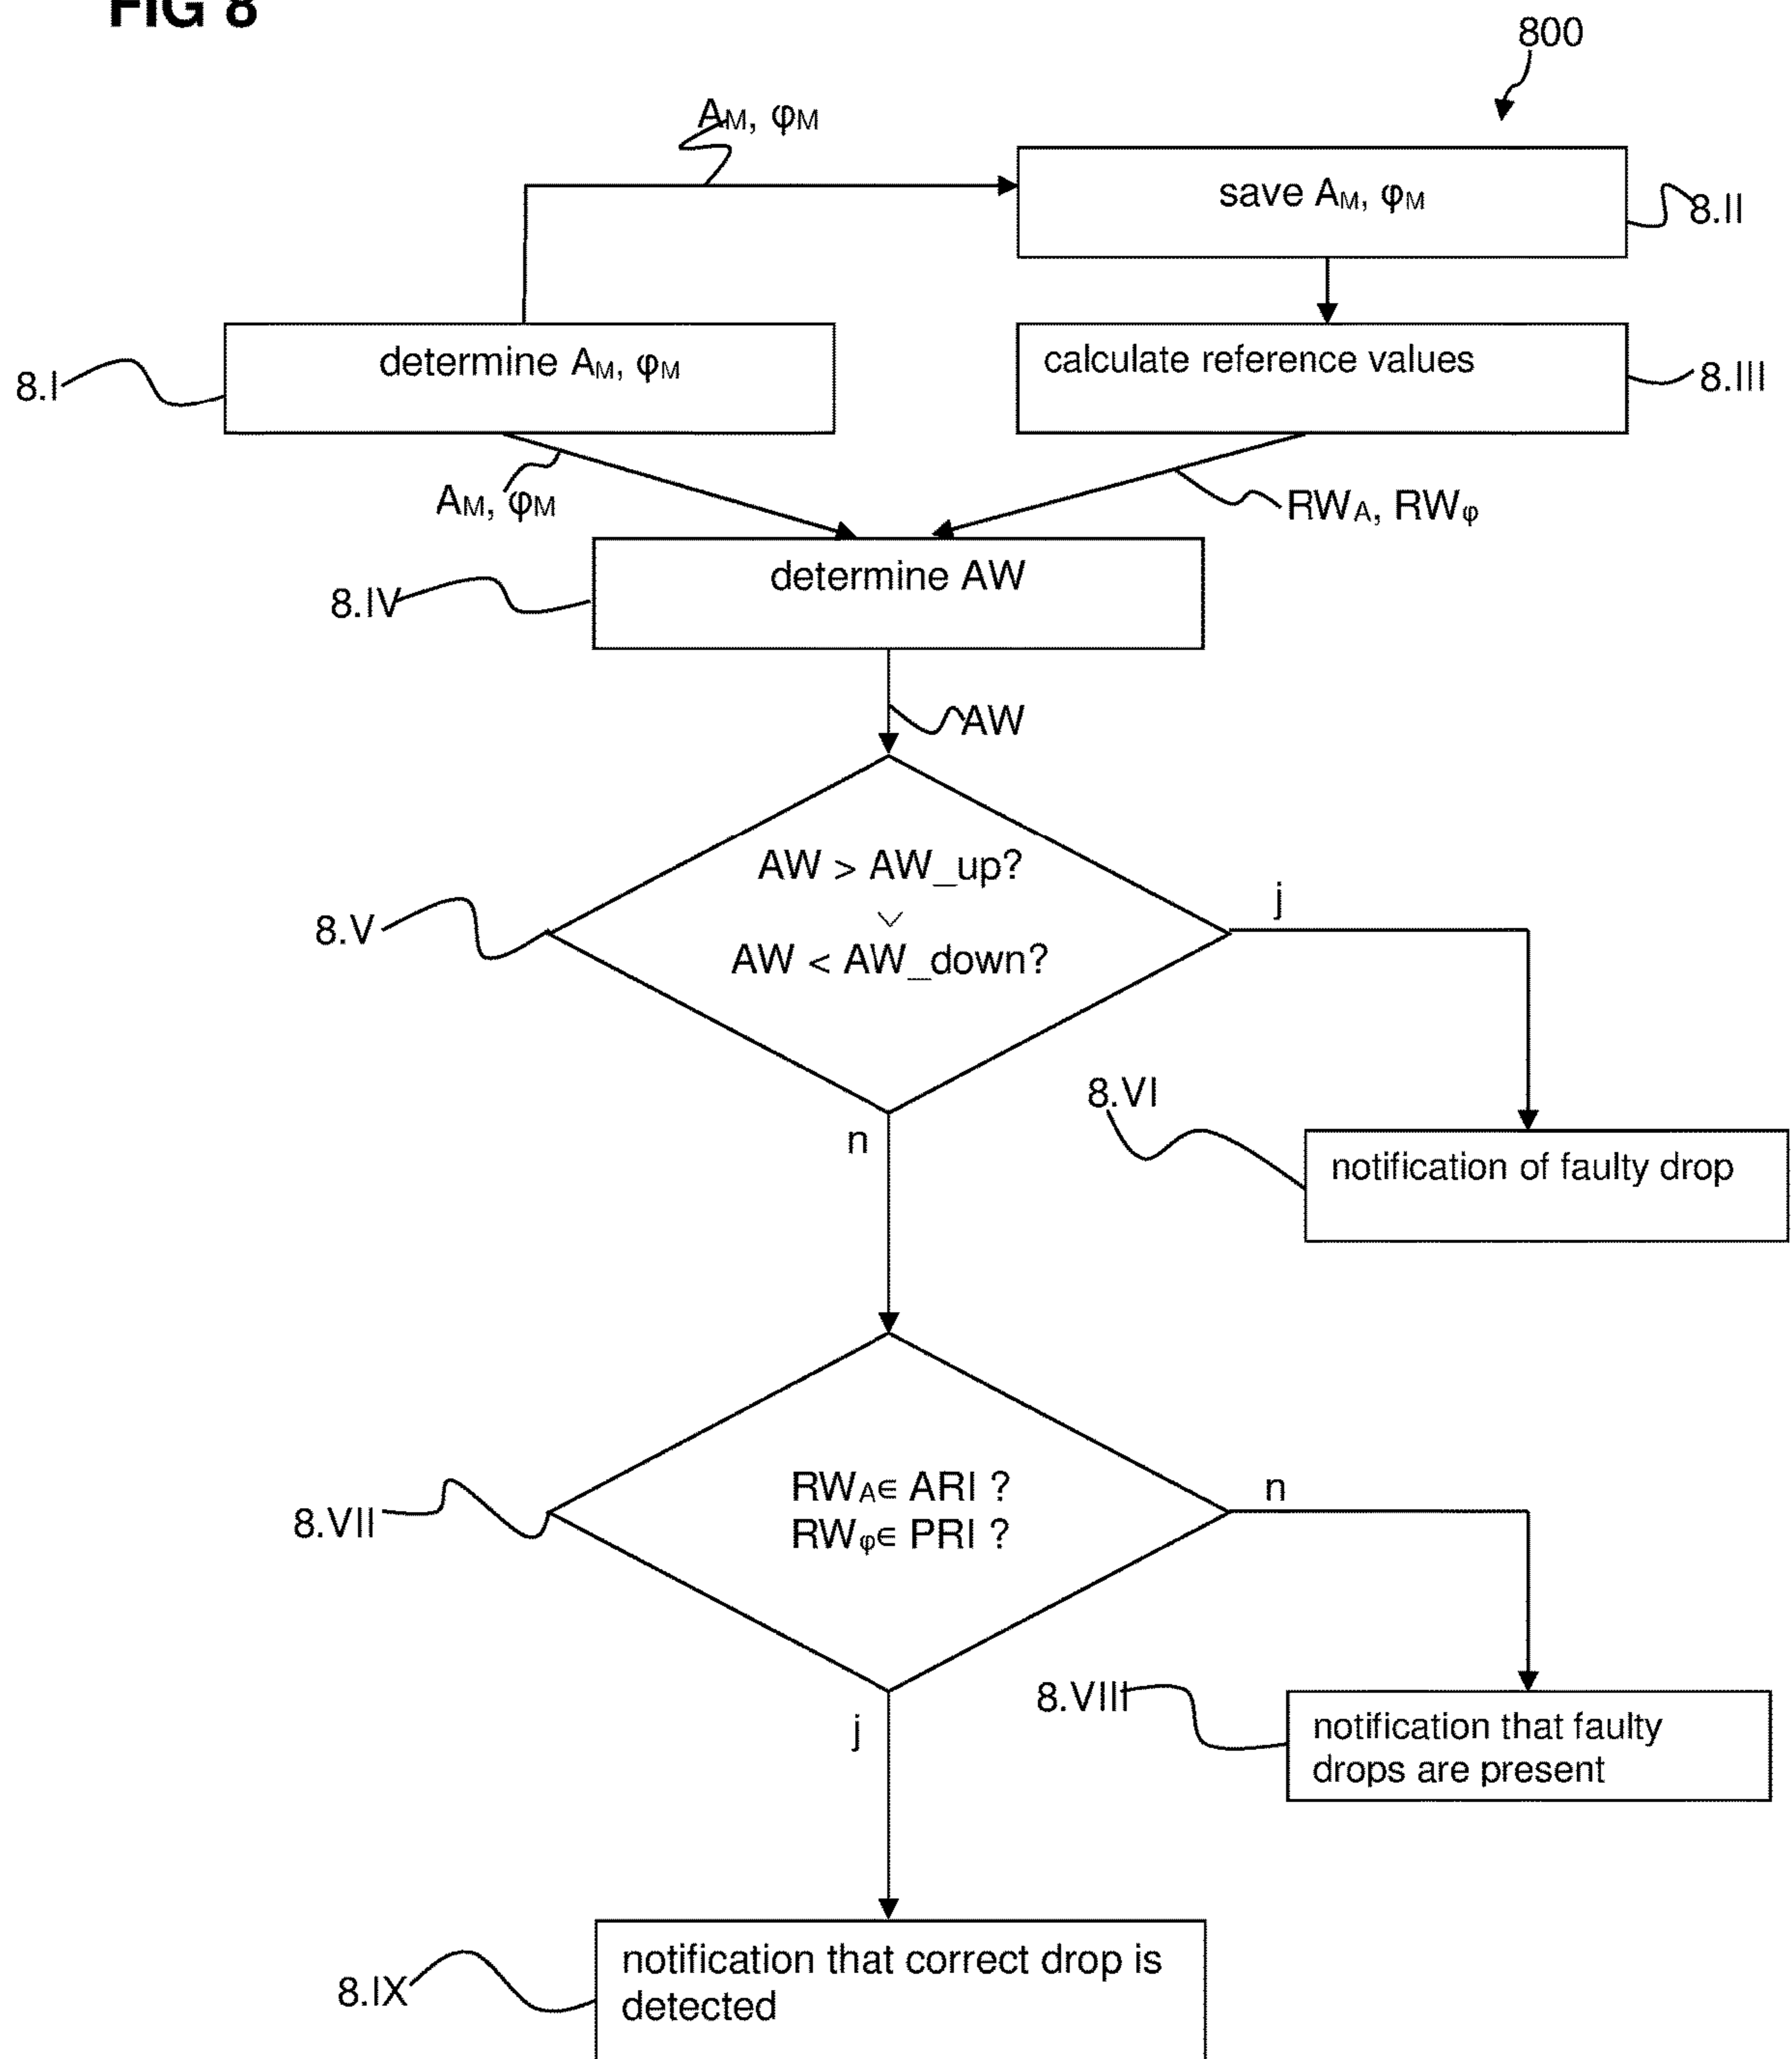 FIG 8
800
AM, φM
save AM, φM
8.II
determine AM, φM
8.I
calculate reference values
8.III
AM, φM
RWA, RWφ
determine AW
8.IV
AW
AW > AW_up?
∨
AW < AW_down?
8.V
j
n
8.VI
notification of faulty drop
RWA∈ ARI ?
RWφ∈ PRI ?
8.VII
n
j
8.VIII
notification that faulty
drops are present
notification that correct drop is
detected
8.IX